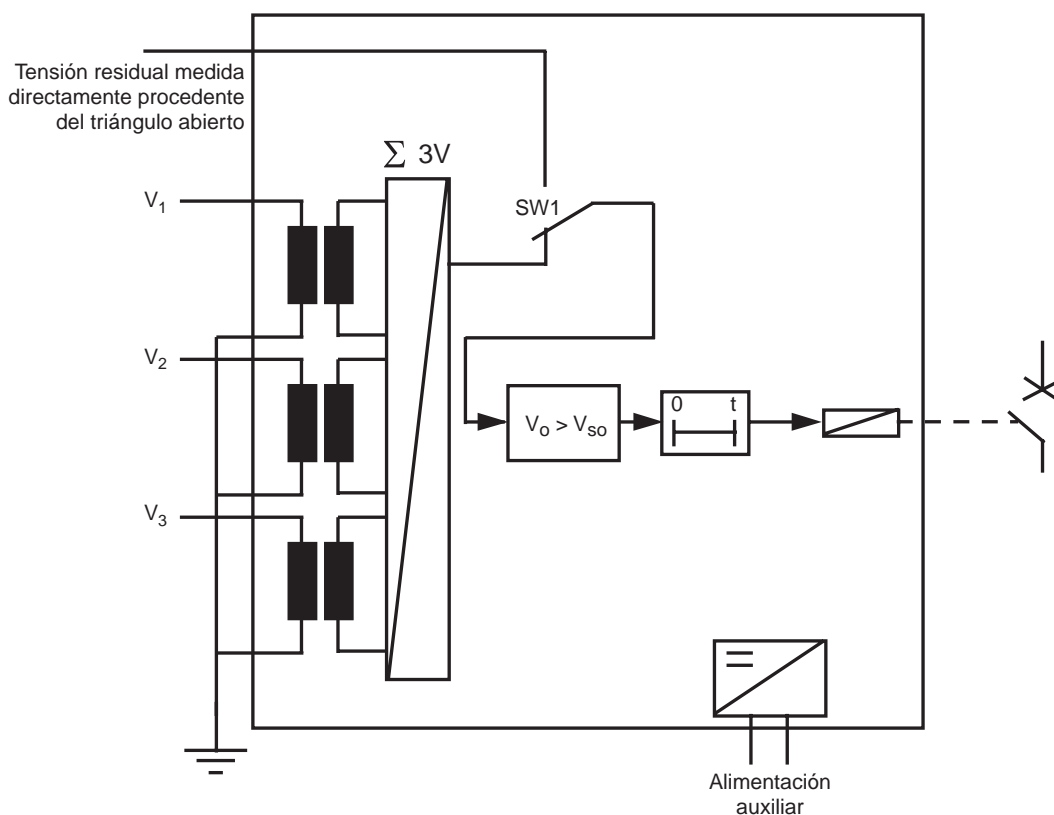 Tensión residual medida
directamente procedente
del triángulo abierto
Σ 3V
V1
SW1
V2
0 t
Vo > Vso
V3
Alimentación
auxiliar